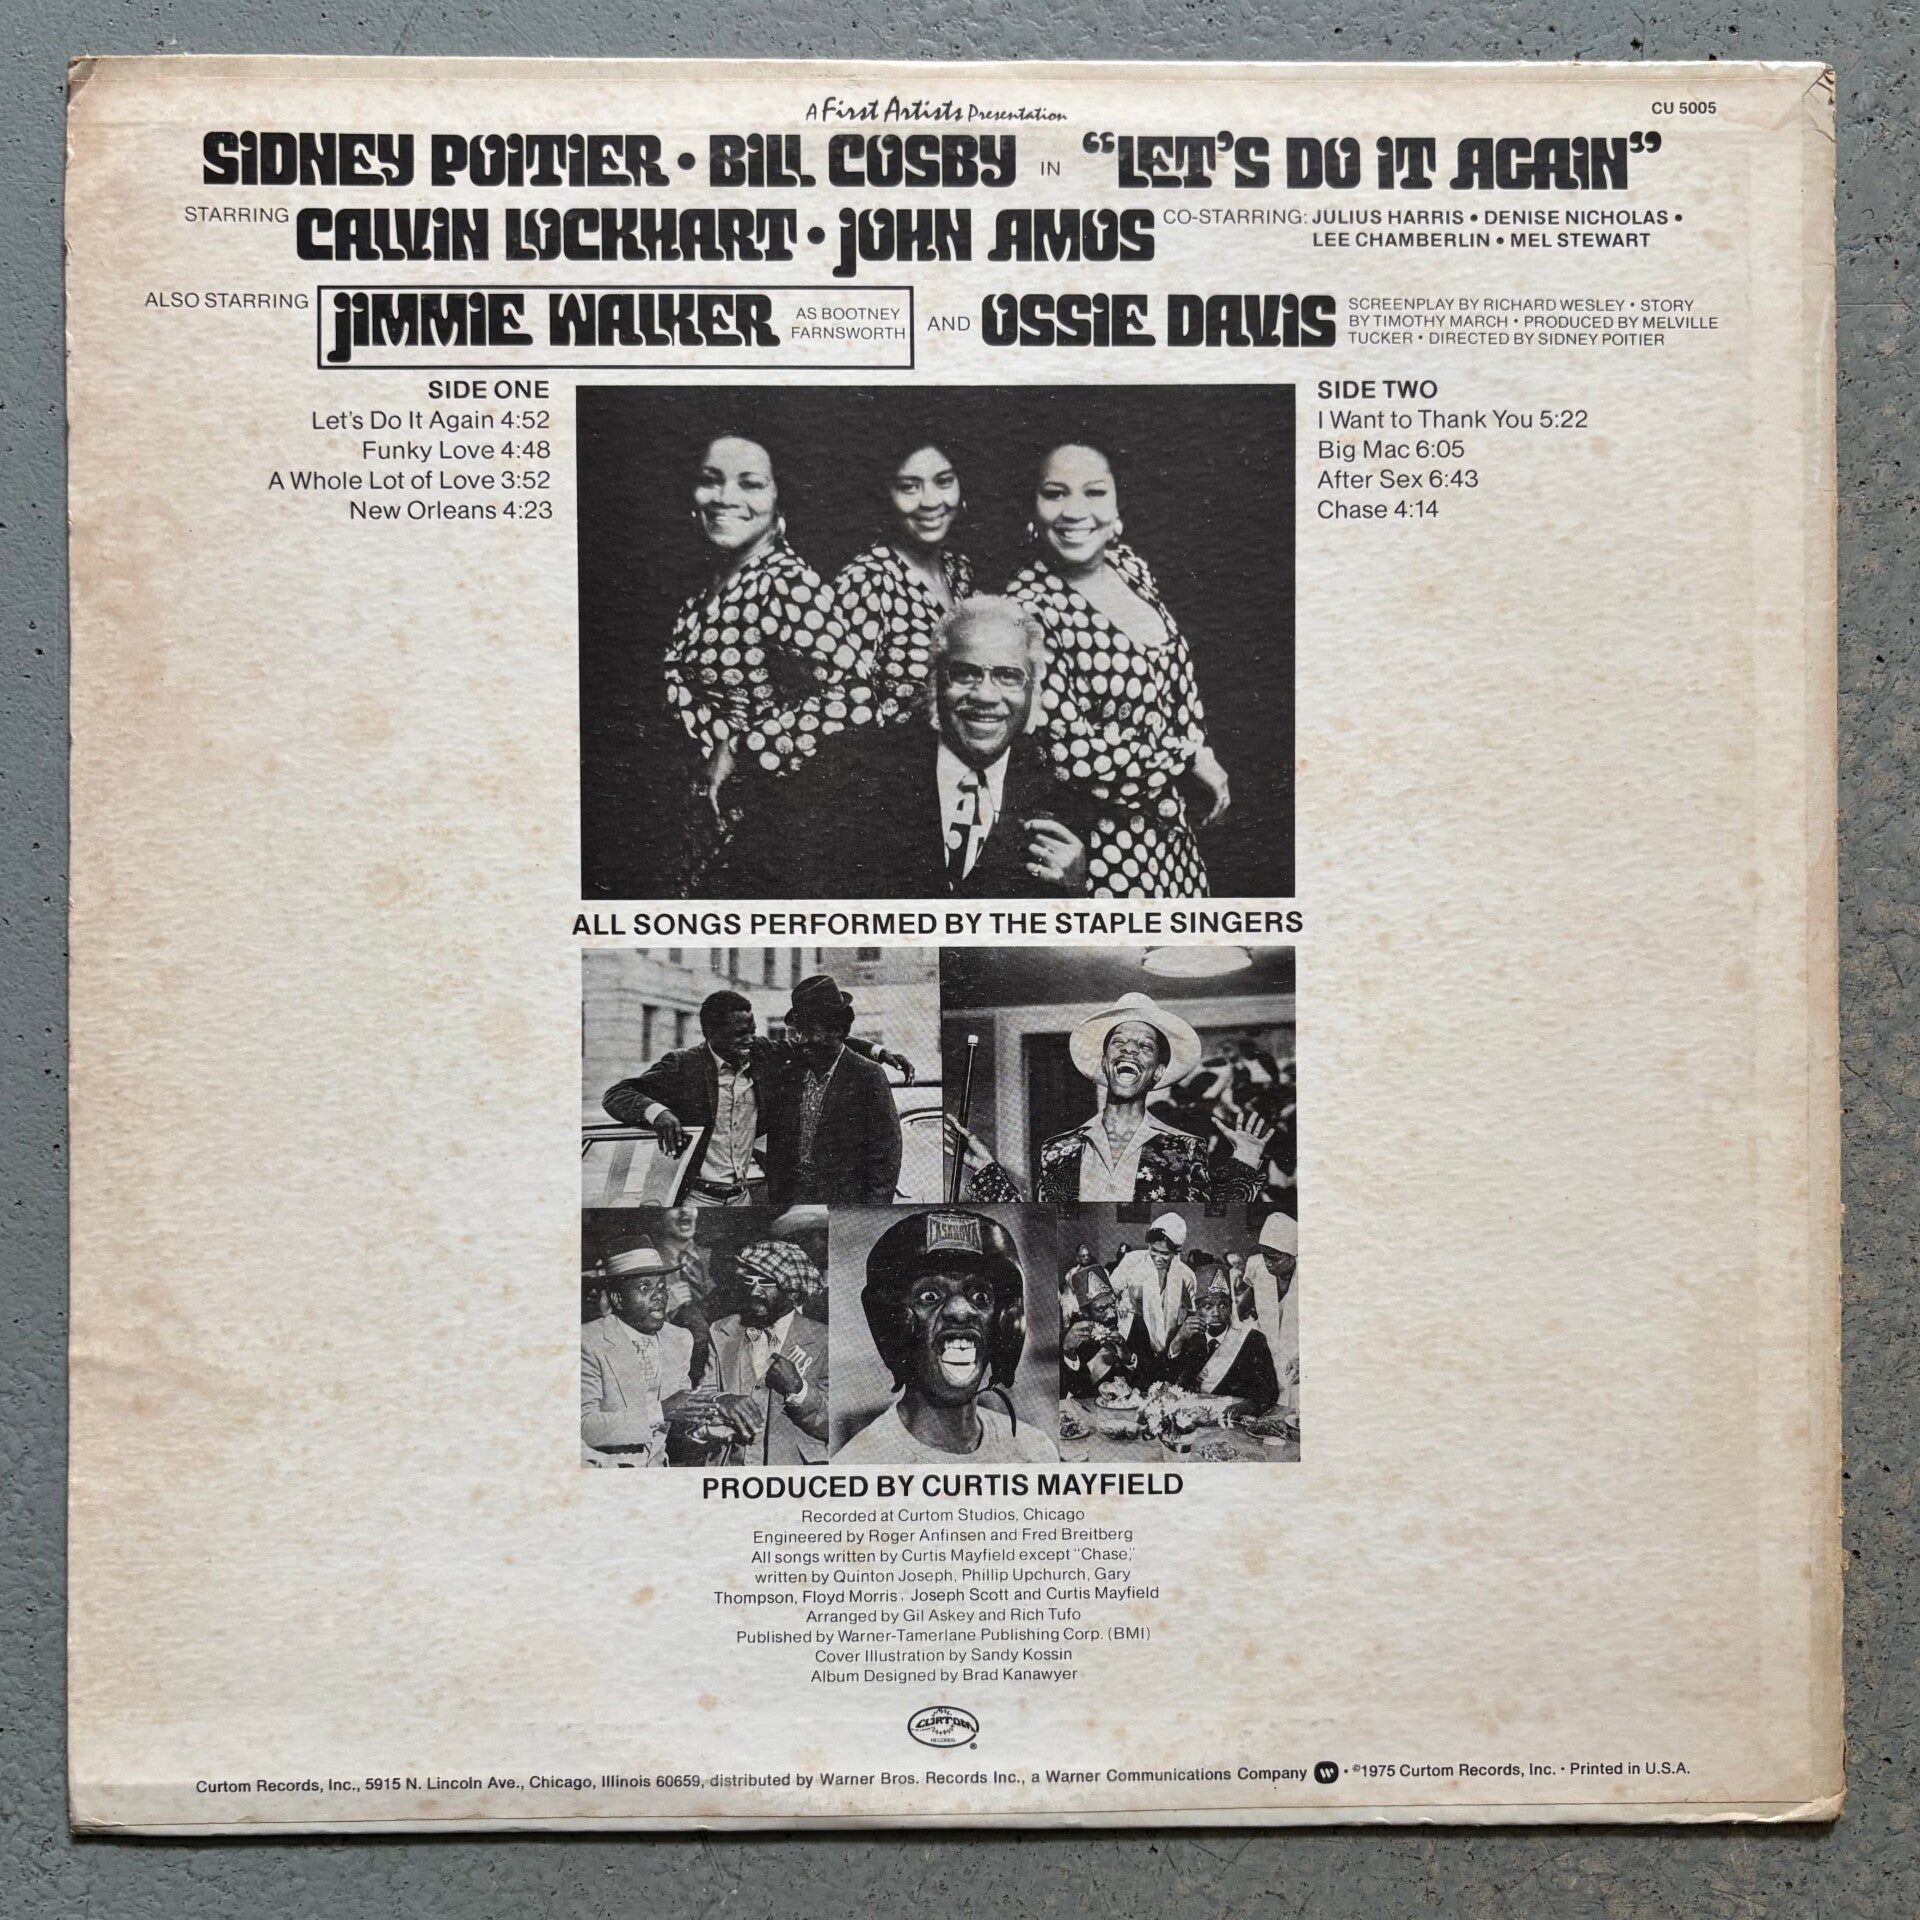 A First Artists Presentation
CU 5005
SIDNEY POITIER • BILL COSBY IN "LET'S DO IT AGAIN"
STARRING CALVIN LOCKHART • JOHN AMOS CO-STARRING: JULIUS HARRIS • DENISE NICHOLAS •
LEE CHAMBERLIN • MEL STEWART
ALSO STARRING JIMMIE WALKER AS BOOTNEY
FARNSWORTH
AND OSSIE DAVIS
SCREENPLAY BY RICHARD WESLEY • STORY
BY TIMOTHY MARCH • PRODUCED BY MELVILLE
TUCKER • DIRECTED BY SIDNEY POITIER
SIDE ONE
Let's Do It Again 4:52
Funky Love 4:48
A Whole Lot of Love 3:52
New Orleans 4:23
SIDE TWO
I Want to Thank You 5:22
Big Mac 6:05
After Sex 6:43
Chase 4:14
ALL SONGS PERFORMED BY THE STAPLE SINGERS
CASANOVA
PRODUCED BY CURTIS MAYFIELD
Recorded at Curtom Studios, Chicago
Engineered by Roger Anfinsen and Fred Breitberg
All songs written by Curtis Mayfield except "Chase,"
written by Quinton Joseph, Phillip Upchurch, Gary
Thompson, Floyd Morris, Joseph Scott and Curtis Mayfield
Arranged by Gil Askey and Rich Tufo
Published by Warner-Tamerlane Publishing Corp. (BMI)
Cover Illustration by Sandy Kossin
Album Designed by Brad Kanawyer
CURTOM
RECORDS
®
Curtom Records, Inc., 5915 N. Lincoln Ave., Chicago, Illinois 60659, distributed by Warner Bros. Records Inc., a Warner Communications Company W • ©1975 Curtom Records, Inc. • Printed in U.S.A.